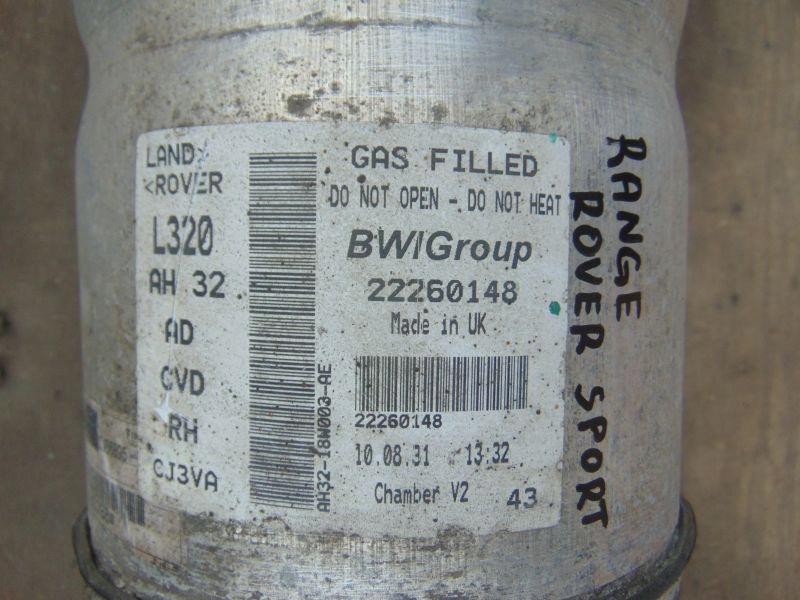 LAND
ROVER
L320
AH 32
AD
CVD
RH
CJ3VA
AH32-18W003-AE
GAS FILLED
DO NOT OPEN - DO NOT HEAT
BWIGroup
22260148
Made in UK
22260148
10.08.31 13:32
Chamber V2 43
RANGE
ROVER SPORT